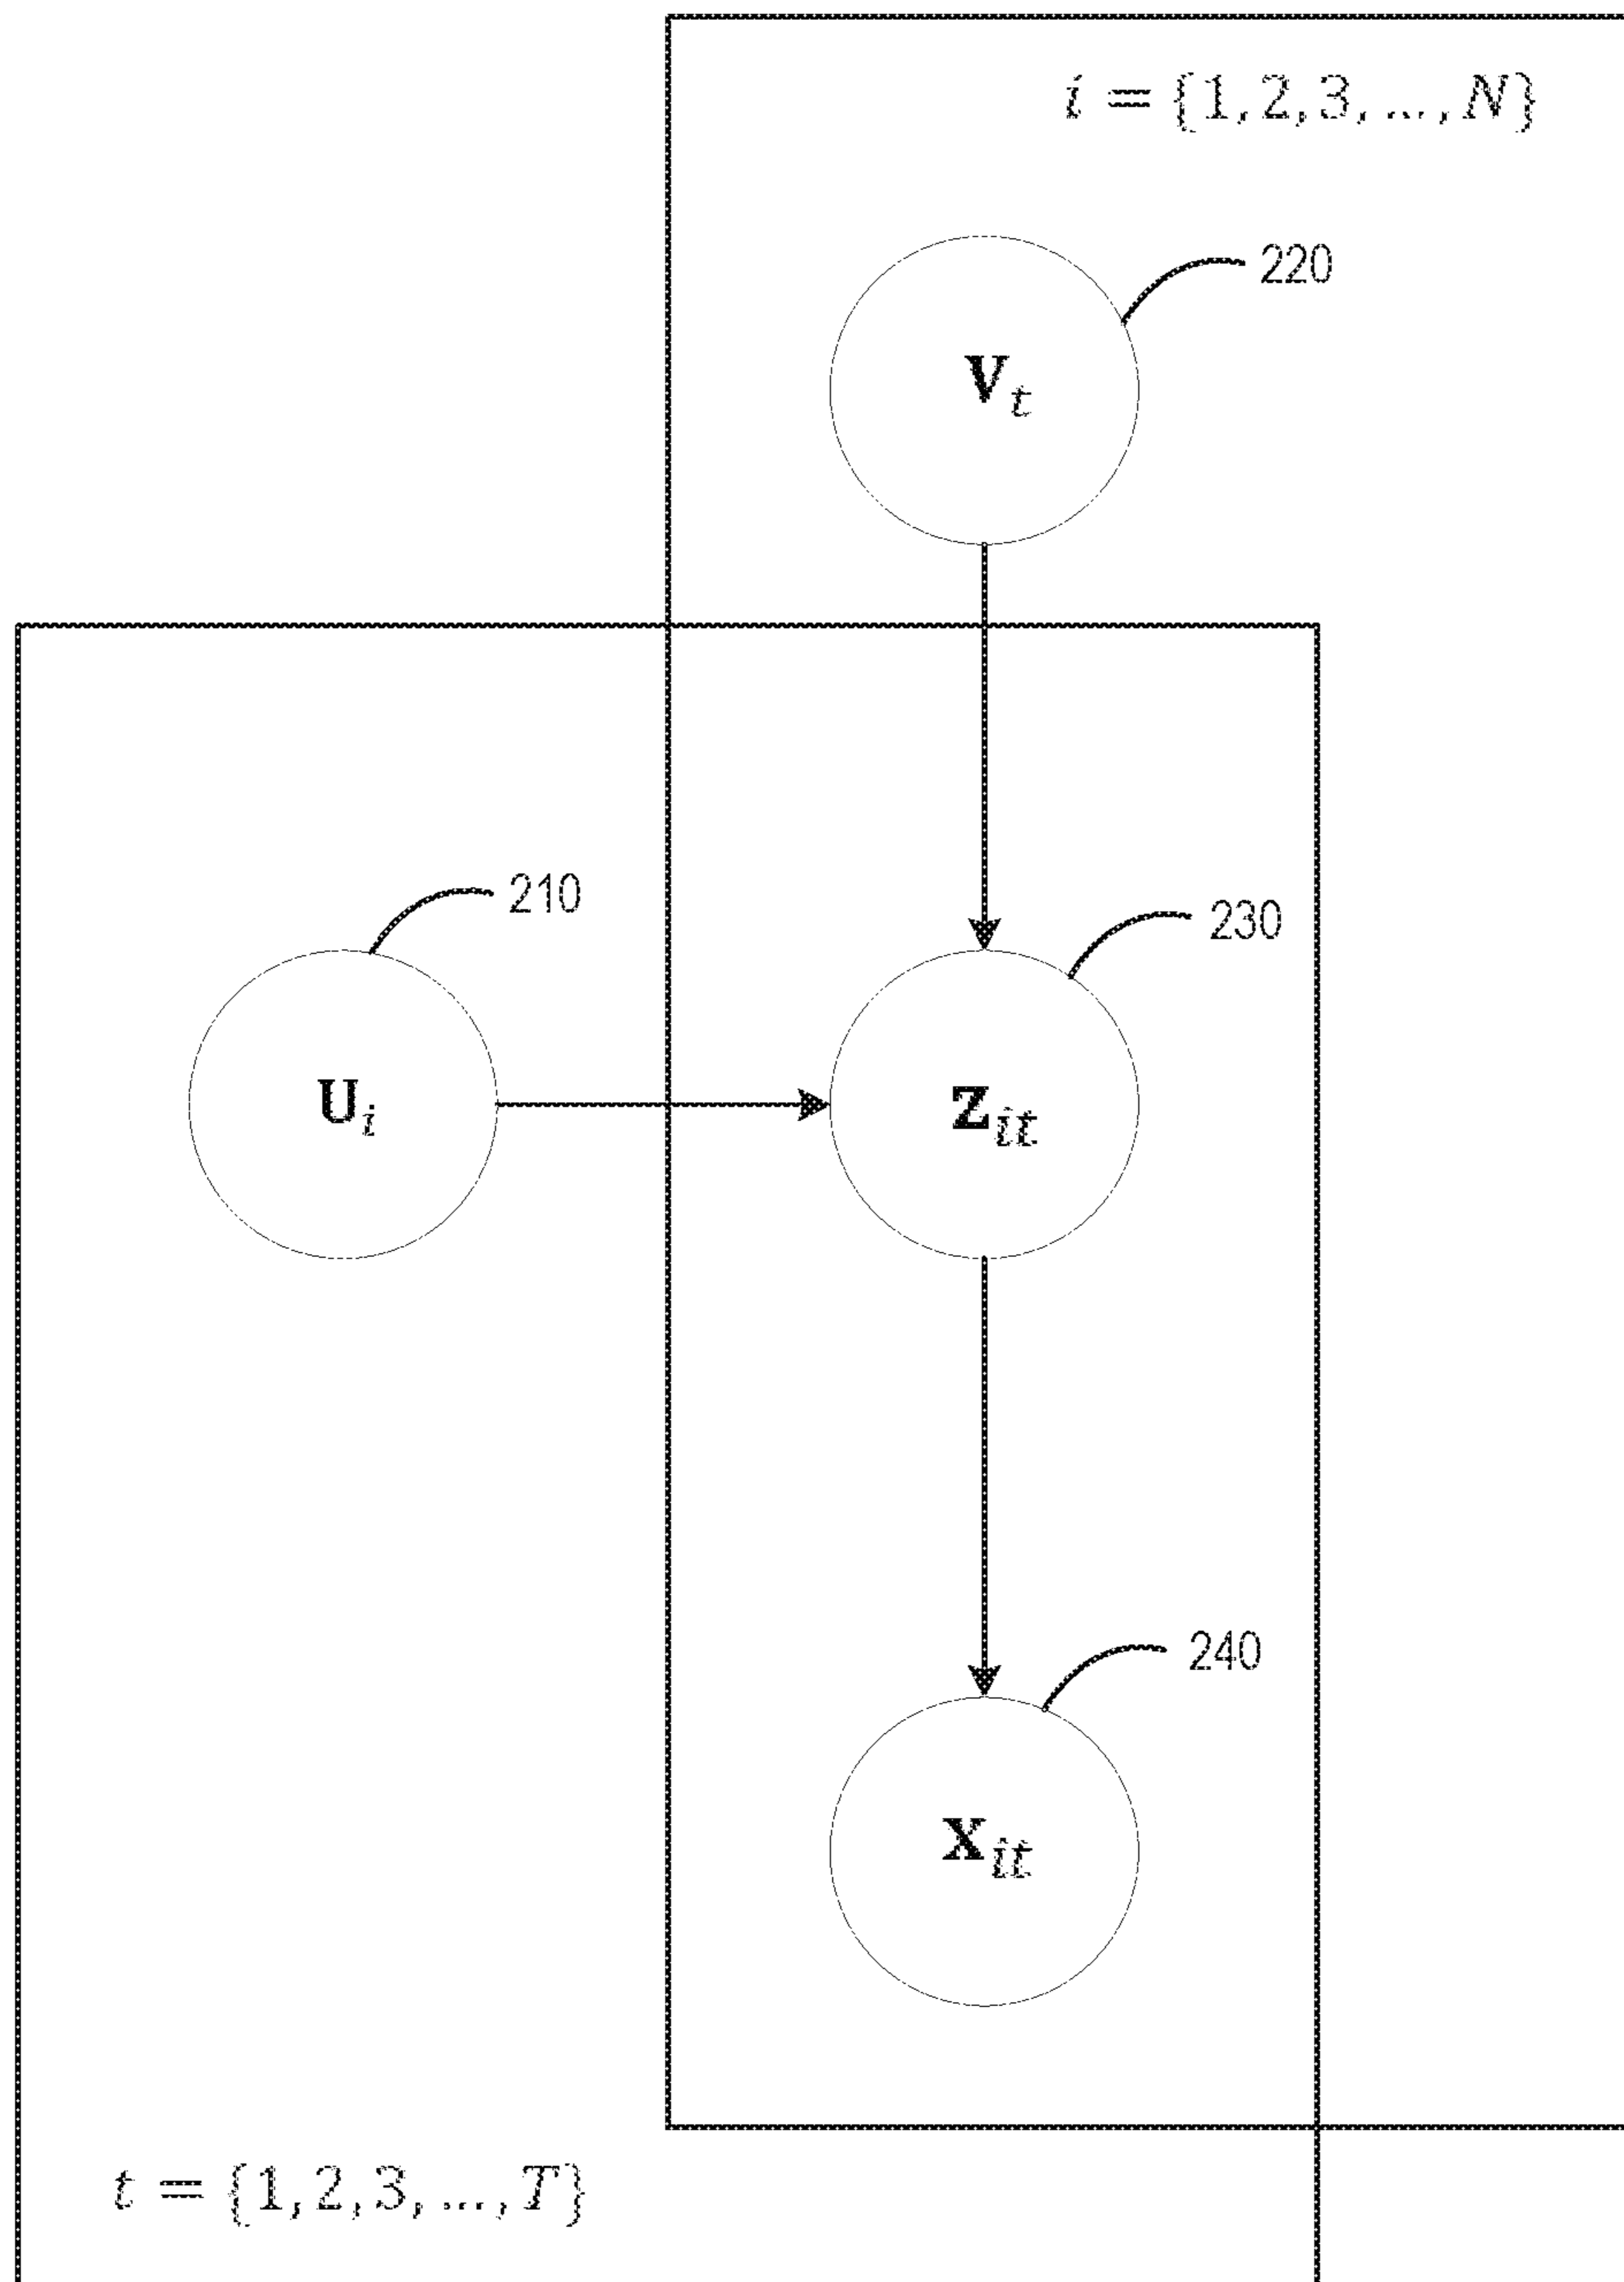 i = {1, 2, 3, ..., N}
220
V_t
210
230
U_i
Z_it
240
X_it
t = {1, 2, 3, ..., T}